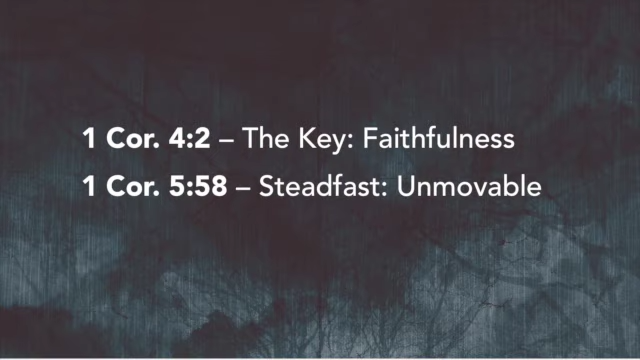 1 Cor. 4:2 – The Key: Faithfulness
1 Cor. 5:58 – Steadfast: Unmovable